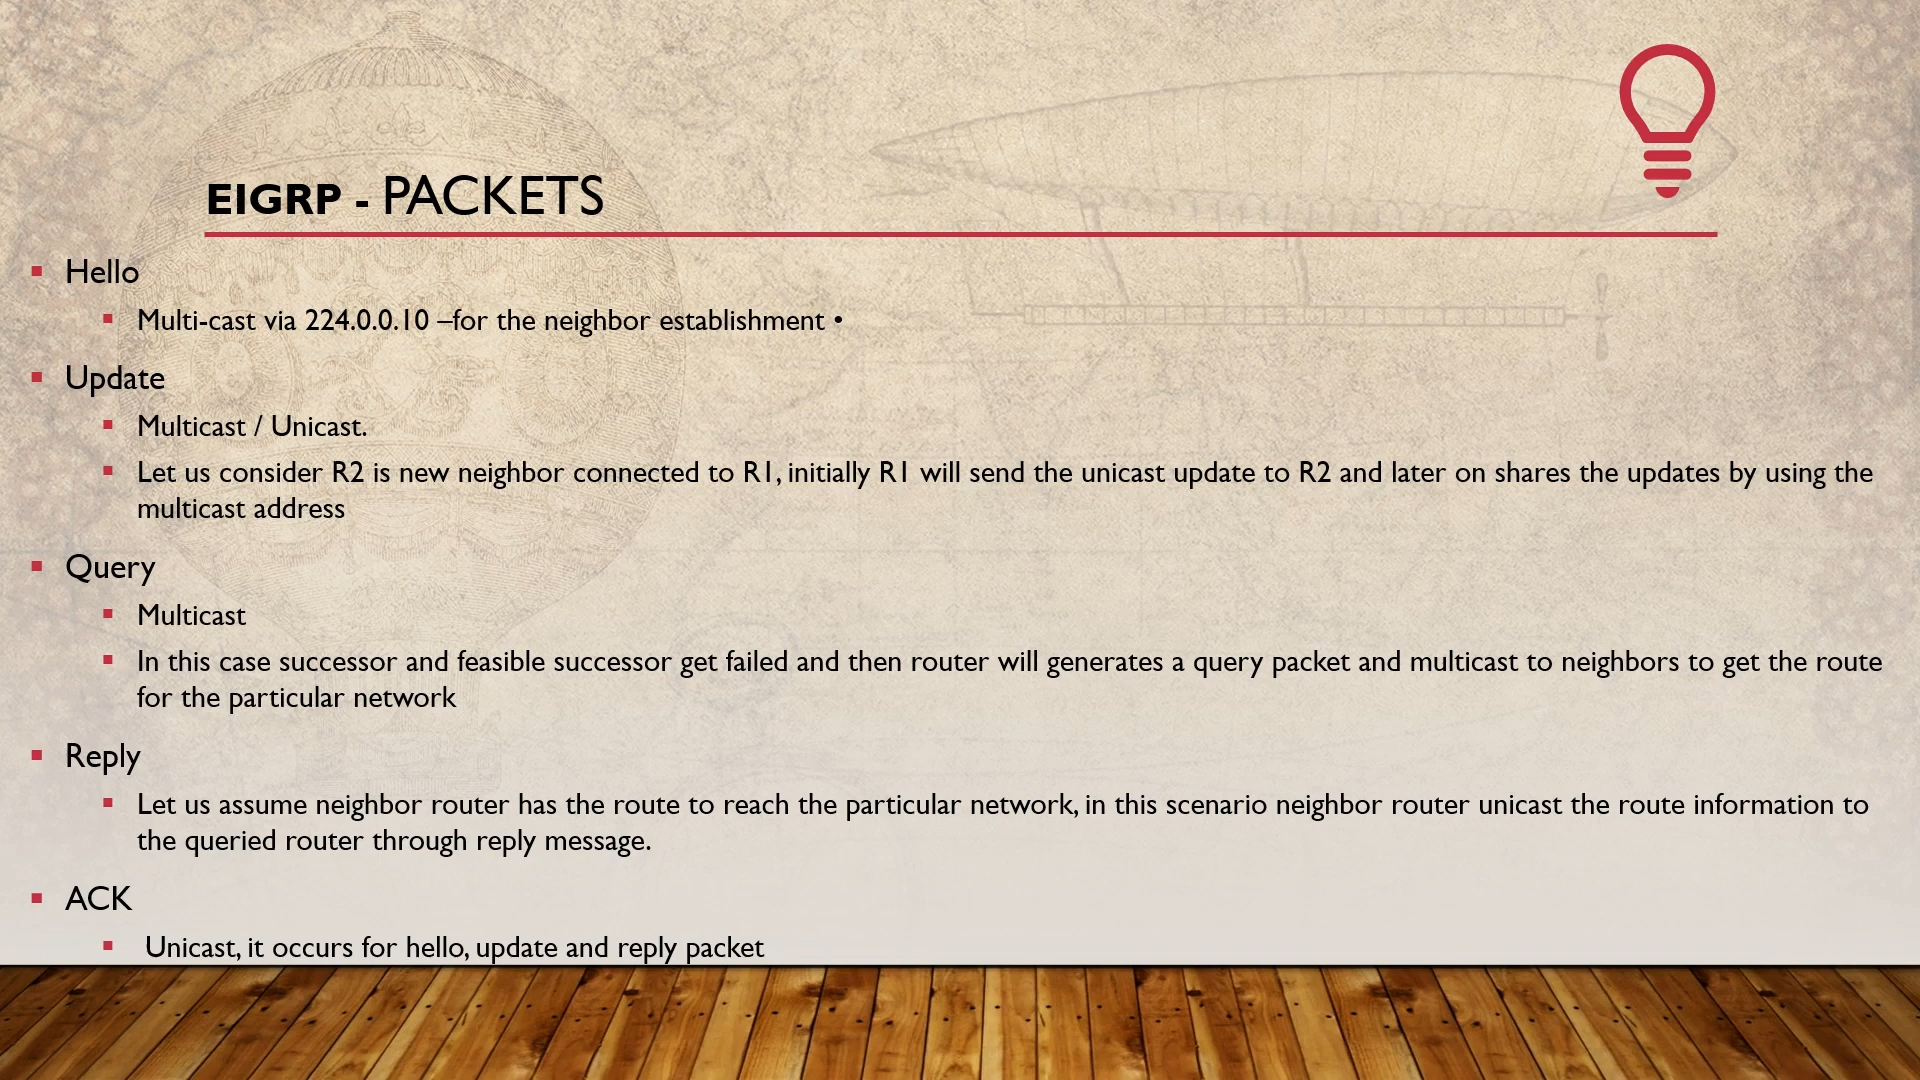 EIGRP - PACKETS
Hello
Multi-cast via 224.0.0.10 –for the neighbor establishment •
Update
Multicast / Unicast.
Let us consider R2 is new neighbor connected to R1, initially R1 will send the unicast update to R2 and later on shares the updates by using the
multicast address
Query
Multicast
In this case successor and feasible successor get failed and then router will generates a query packet and multicast to neighbors to get the route
for the particular network
Reply
Let us assume neighbor router has the route to reach the particular network, in this scenario neighbor router unicast the route information to
the queried router through reply message.
ACK
Unicast, it occurs for hello, update and reply packet